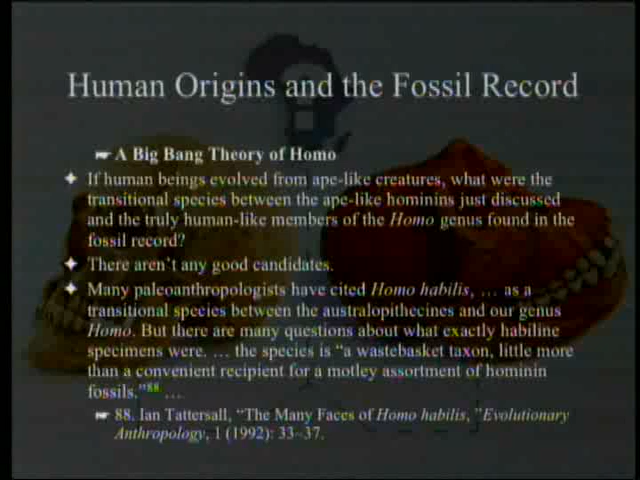 Human Origins and the Fossil Record
☛ A Big Bang Theory of Homo
✦ If human beings evolved from ape-like creatures, what were the
transitional species between the ape-like hominins just discussed
and the truly human-like members of the Homo genus found in the
fossil record?
✦ There aren't any good candidates.
✦ Many paleoanthropologists have cited Homo habilis, … as a
transitional species between the australopithecines and our genus
Homo. But there are many questions about what exactly habiline
specimens were. … the species is “a wastebasket taxon, little more
than a convenient recipient for a motley assortment of hominin
fossils.”88 …
☛ 88. Ian Tattersall, “The Many Faces of Homo habilis, ”Evolutionary
Anthropology, 1 (1992): 33–37.